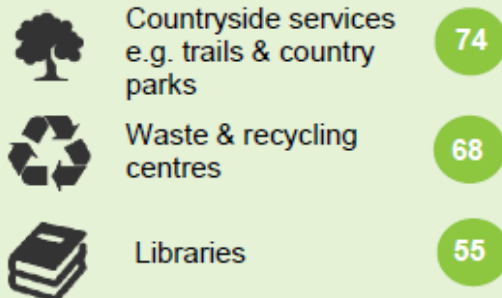 Countryside services
e.g. trails & country
parks
74
Waste & recycling
centres
68
Libraries
55